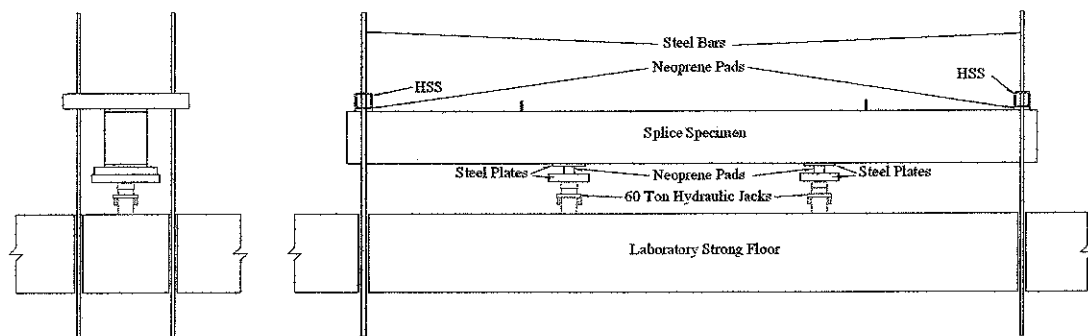 Steel Bars
Neoprene Pads
HSS
HSS
Splice Specimen
Steel Plates
Neoprene Pads
Steel Plates
60 Ton Hydraulic Jacks
Laboratory Strong Floor